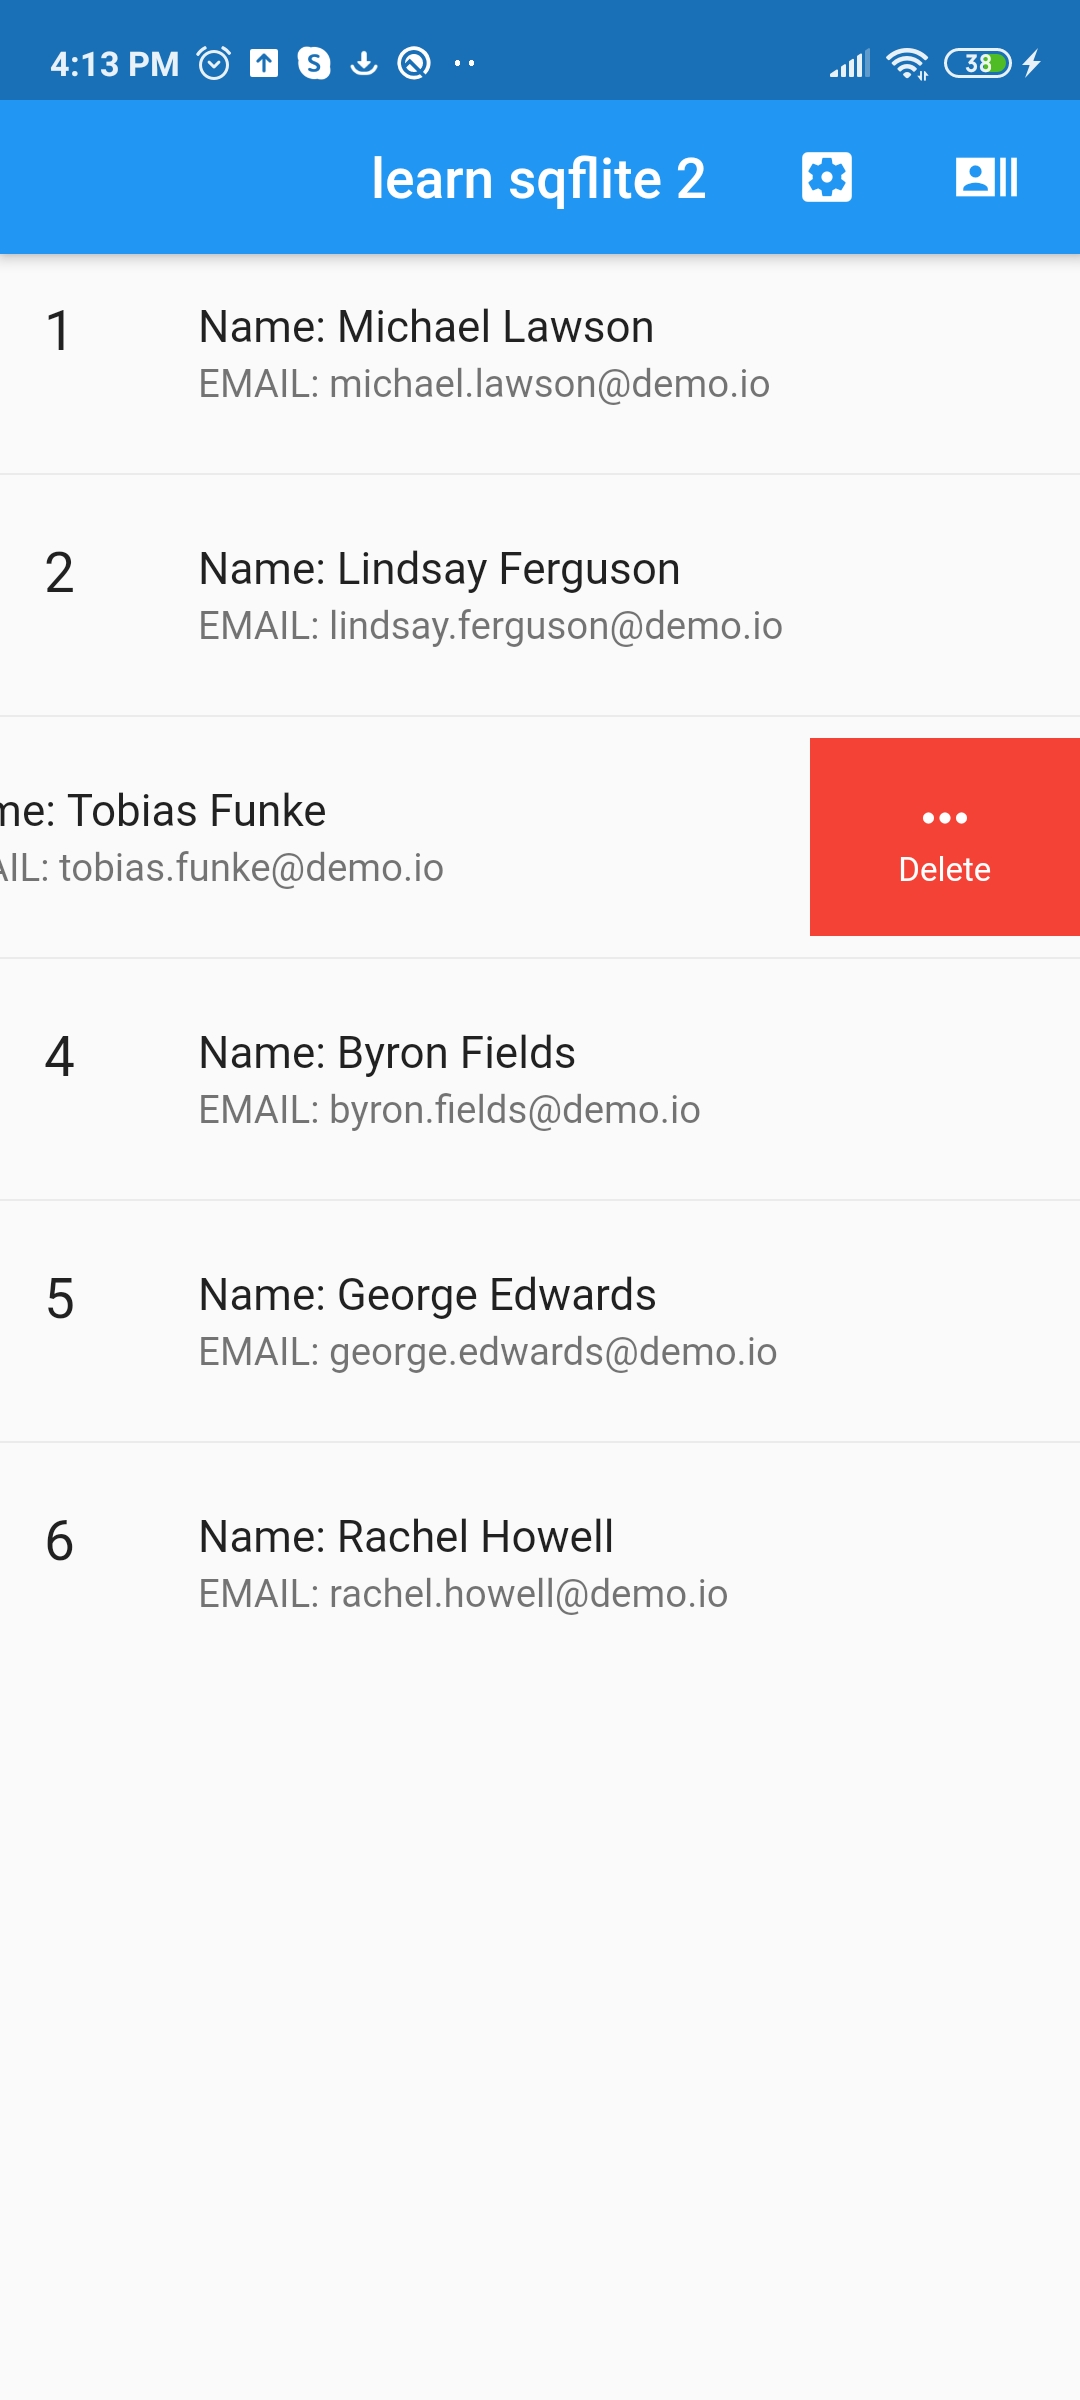 4:13 PM
38
learn sqflite 2
1
Name: Michael Lawson
EMAIL: michael.lawson@demo.io
2
Name: Lindsay Ferguson
EMAIL: lindsay.ferguson@demo.io
me: Tobias Funke
AIL: tobias.funke@demo.io
Delete
4
Name: Byron Fields
EMAIL: byron.fields@demo.io
5
Name: George Edwards
EMAIL: george.edwards@demo.io
6
Name: Rachel Howell
EMAIL: rachel.howell@demo.io